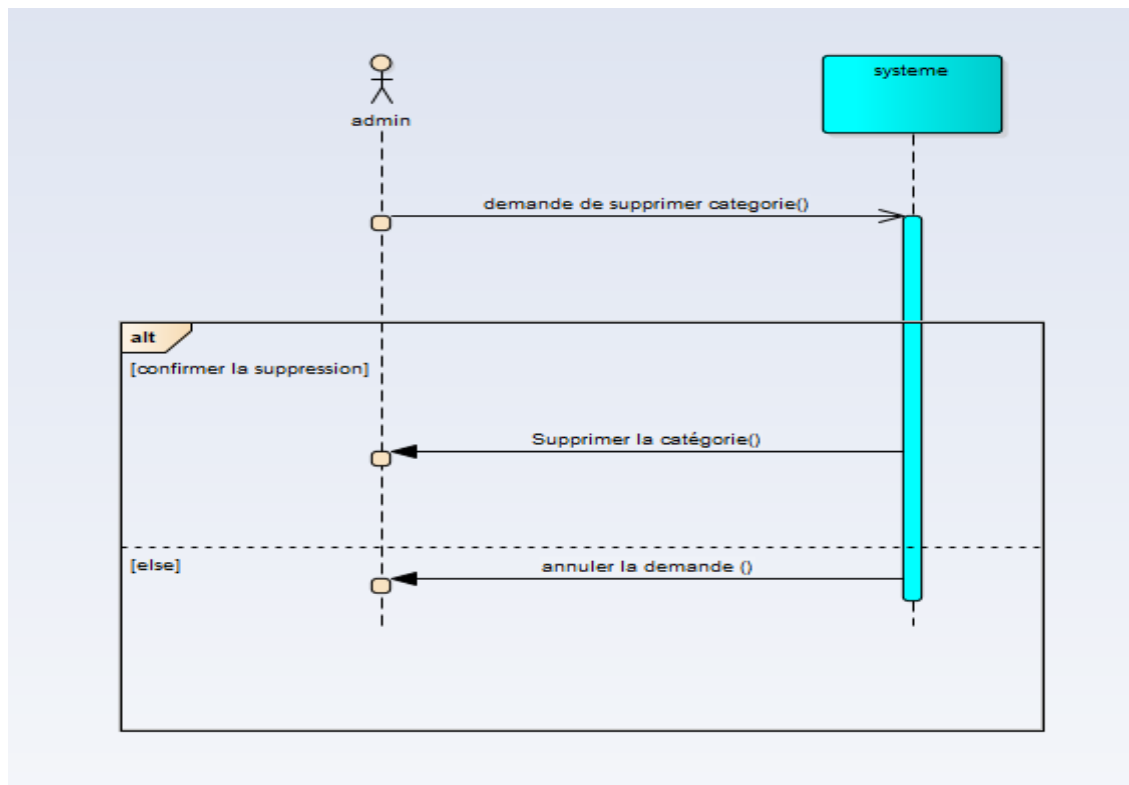 systeme
admin
demande de supprimer categorie()
alt
[confirmer la suppression]
Supprimer la catégorie()
[else]
annuler la demande ()